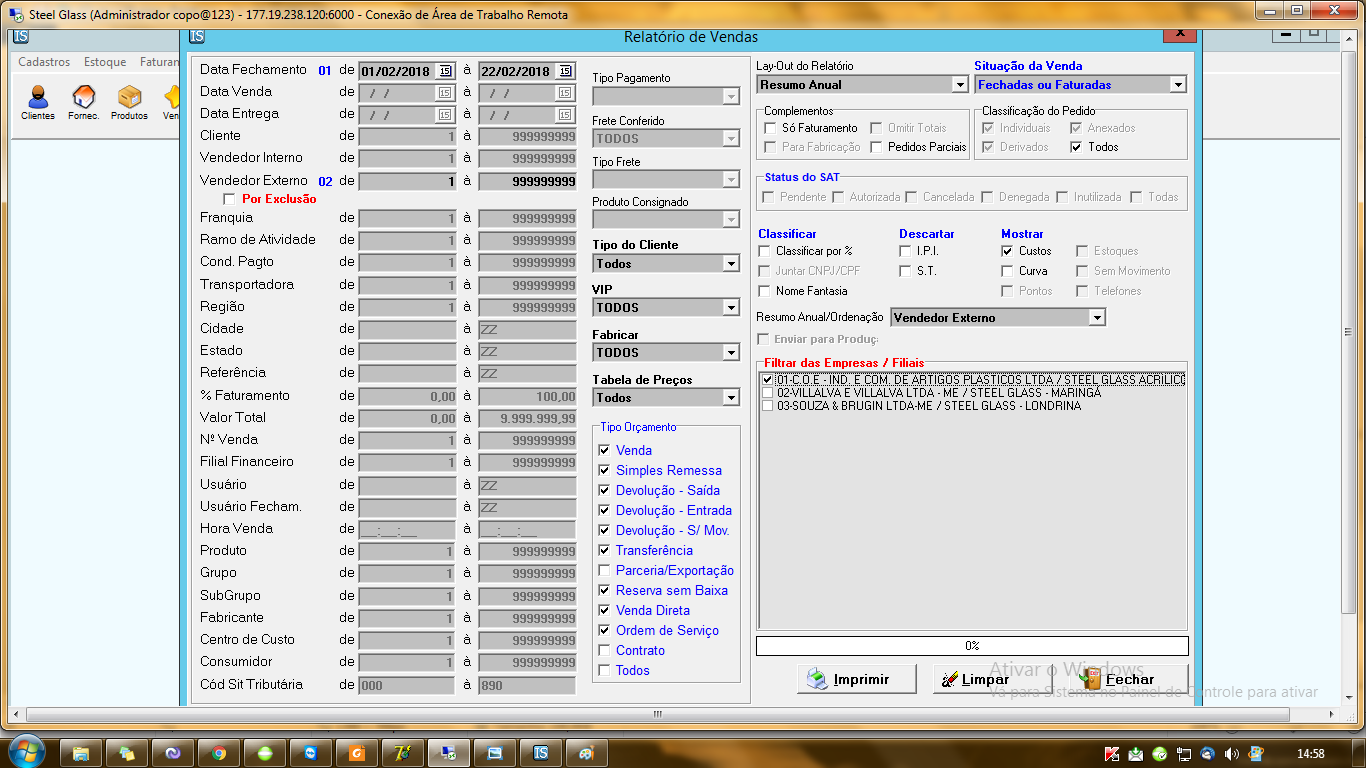 Steel Glass (Administrador copo@123) - 177.19.238.120:6000 - Conexão de Área de Trabalho Remota
IS
IS
Relatório de Vendas
x
Cadastros Estoque Faturan
Clientes Fornec. Produtos Ven
Data Fechamento 01 de 01/02/2018 15 à 22/02/2018 15
Data Venda de / / 15 à / / 15
Data Entrega de / / 15 à / / 15
Cliente de 1 à 999999999
Vendedor Interno de 1 à 999999999
Vendedor Externo 02 de 1 à 999999999
Por Exclusão
Franquia de 1 à 999999999
Ramo de Atividade de 1 à 999999999
Cond. Pagto de 1 à 999999999
Transportadora de 1 à 999999999
Região de 1 à 999999999
Cidade de à ZZ
Estado de à ZZ
Referência de à ZZ
% Faturamento de 0,00 à 100,00
Valor Total de 0,00 à 9.999.999,99
Nº Venda de 1 à 999999999
Filial Financeiro de 1 à 999999999
Usuário de à ZZ
Usuário Fecham. de à ZZ
Hora Venda de __:__:__ à __:__:__
Produto de 1 à 999999999
Grupo de 1 à 999999999
SubGrupo de 1 à 999999999
Fabricante de 1 à 999999999
Centro de Custo de 1 à 999999999
Consumidor de 1 à 999999999
Cód Sit Tributária de 000 à 890
Tipo Pagamento
Frete Conferido
TODOS
Tipo Frete
Produto Consignado
Tipo do Cliente
Todos
VIP
TODOS
Fabricar
TODOS
Tabela de Preços
Todos
Tipo Orçamento
Venda
Simples Remessa
Devolução - Saída
Devolução - Entrada
Devolução - S/ Mov.
Transferência
Parceria/Exportação
Reserva sem Baixa
Venda Direta
Ordem de Serviço
Contrato
Todos
Lay-Out do Relatório
Resumo Anual
Situação da Venda
Fechadas ou Faturadas
Complementos
Só Faturamento Omitir Totais
Para Fabricação Pedidos Parciais
Classificação do Pedido
Individuais Anexados
Derivados Todos
Status do SAT
Pendente Autorizada Cancelada Denegada Inutilizada Todas
Classificar Descartar Mostrar
Classificar por % I.P.I. Custos Estoques
Juntar CNPJ/CPF S.T. Curva Sem Movimento
Nome Fantasia Pontos Telefones
Resumo Anual/Ordenação Vendedor Externo
Enviar para Produç:
Filtrar das Empresas / Filiais
01-C.O.E - IND. E COM. DE ARTIGOS PLASTICOS LTDA / STEEL GLASS ACRILICO
02-VILLALVA E VILLALVA LTDA - ME / STEEL GLASS - MARINGÁ
03-SOUZA & BRUGIN LTDA-ME / STEEL GLASS - LONDRINA
0%
Imprimir Limpar Fechar
Ativar o Windows
Vá para Sistema no Painel de Controle para ativar
IS
14:58